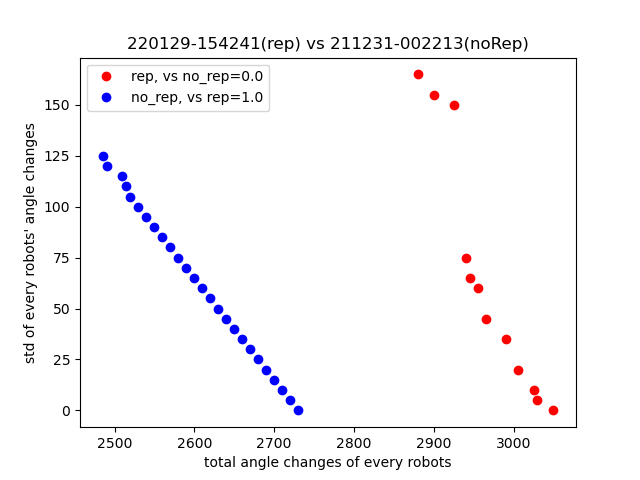 220129-154241(rep) vs 211231-002213(noRep)
rep, vs no_rep=0.0
no_rep, vs rep=1.0
std of every robots' angle changes
150
125
100
75
50
25
0
2500 2600 2700 2800 2900 3000
total angle changes of every robots